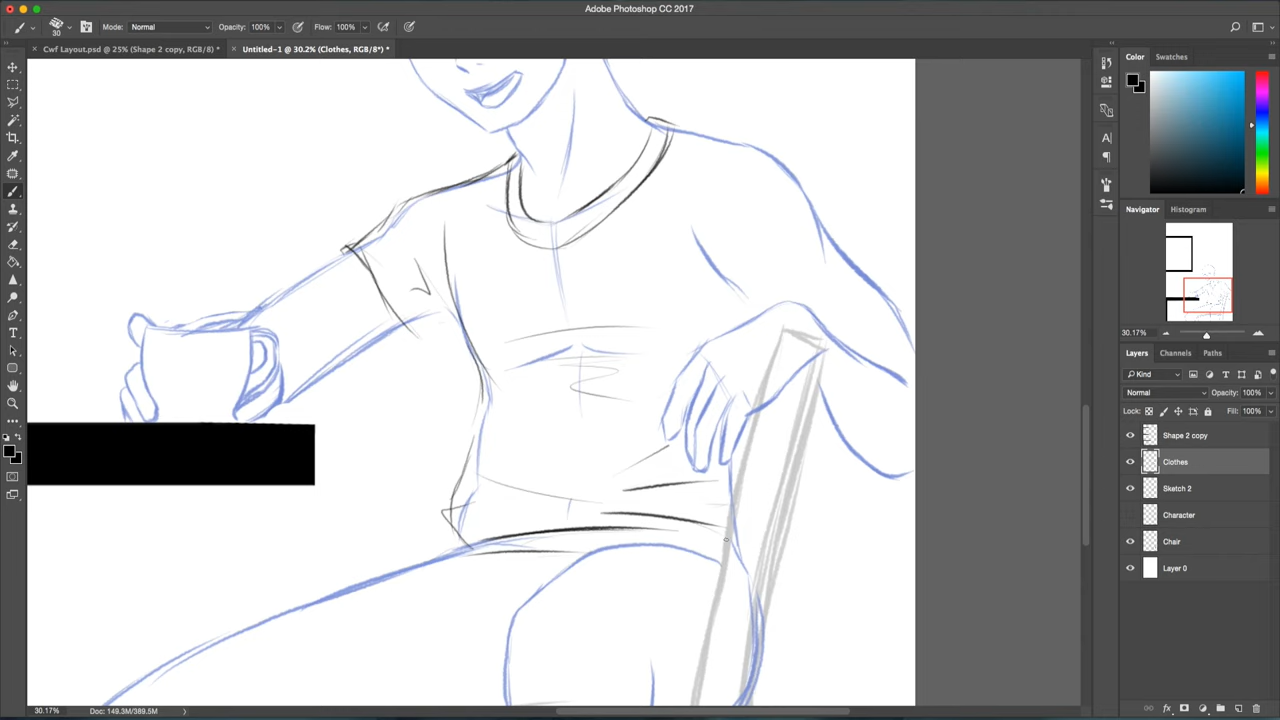 Adobe Photoshop CC 2017
30 Mode: Normal Opacity: 100% Flow: 100%
Cwf Layout.psd @ 25% (Shape 2 copy, RGB/8) * Untitled-1 @ 30.2% (Clothes, RGB/8*) *
Color Swatches
Navigator Histogram
30.17%
Layers Channels Paths
Kind
Normal Opacity: 100%
Lock: Fill: 100%
Shape 2 copy
Clothes
Sketch 2
Character
Chair
Layer 0
30.17% Doc: 149.3M/389.5M